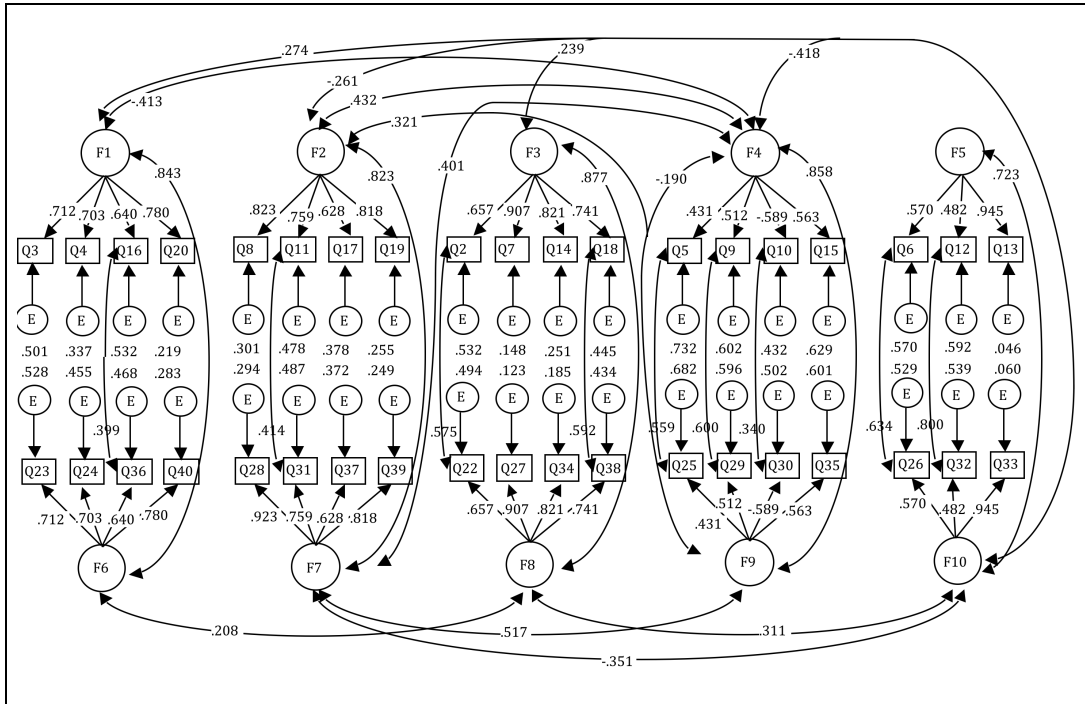 .274
.239
-.418
-.261
-.413
.432
.321
F1
F2
F3
F4
F5
.843
.823
.401
.877
-.190
.858
.723
.712 .703 .640 .780
.823 .759 .628 .818
.657 .907 .821 .741
.431 .512 -.589 .563
.570 .482 .945
Q3 Q4 Q16 Q20
Q8 Q11 Q17 Q19
Q2 Q7 Q14 Q18
Q5 Q9 Q10 Q15
Q6 Q12 Q13
E E E E
E E E E
E E E E
E E E E
E E E
.501 .337 .532 .219
.301 .478 .378 .255
.532 .148 .251 .445
.732 .602 .432 .629
.570 .592 .046
.528 .455 .468 .283
.294 .487 .372 .249
.494 .123 .185 .434
.682 .596 .502 .601
.529 .539 .060
E E E E
E E E E
E E E E
E E E E
E E E
.399
.414
.575
.592
.559
.600
.340
.634
.800
Q23 Q24 Q36 Q40
Q28 Q31 Q37 Q39
Q22 Q27 Q34 Q38
Q25 Q29 Q30 Q35
Q26 Q32 Q33
.712 .703 .640 .780
.923 .759 .628 .818
.657 .907 .821 .741
.431 .512 -.589 .563
.570 .482 .945
F6
F7
F8
F9
F10
.208
.517
.311
-.351